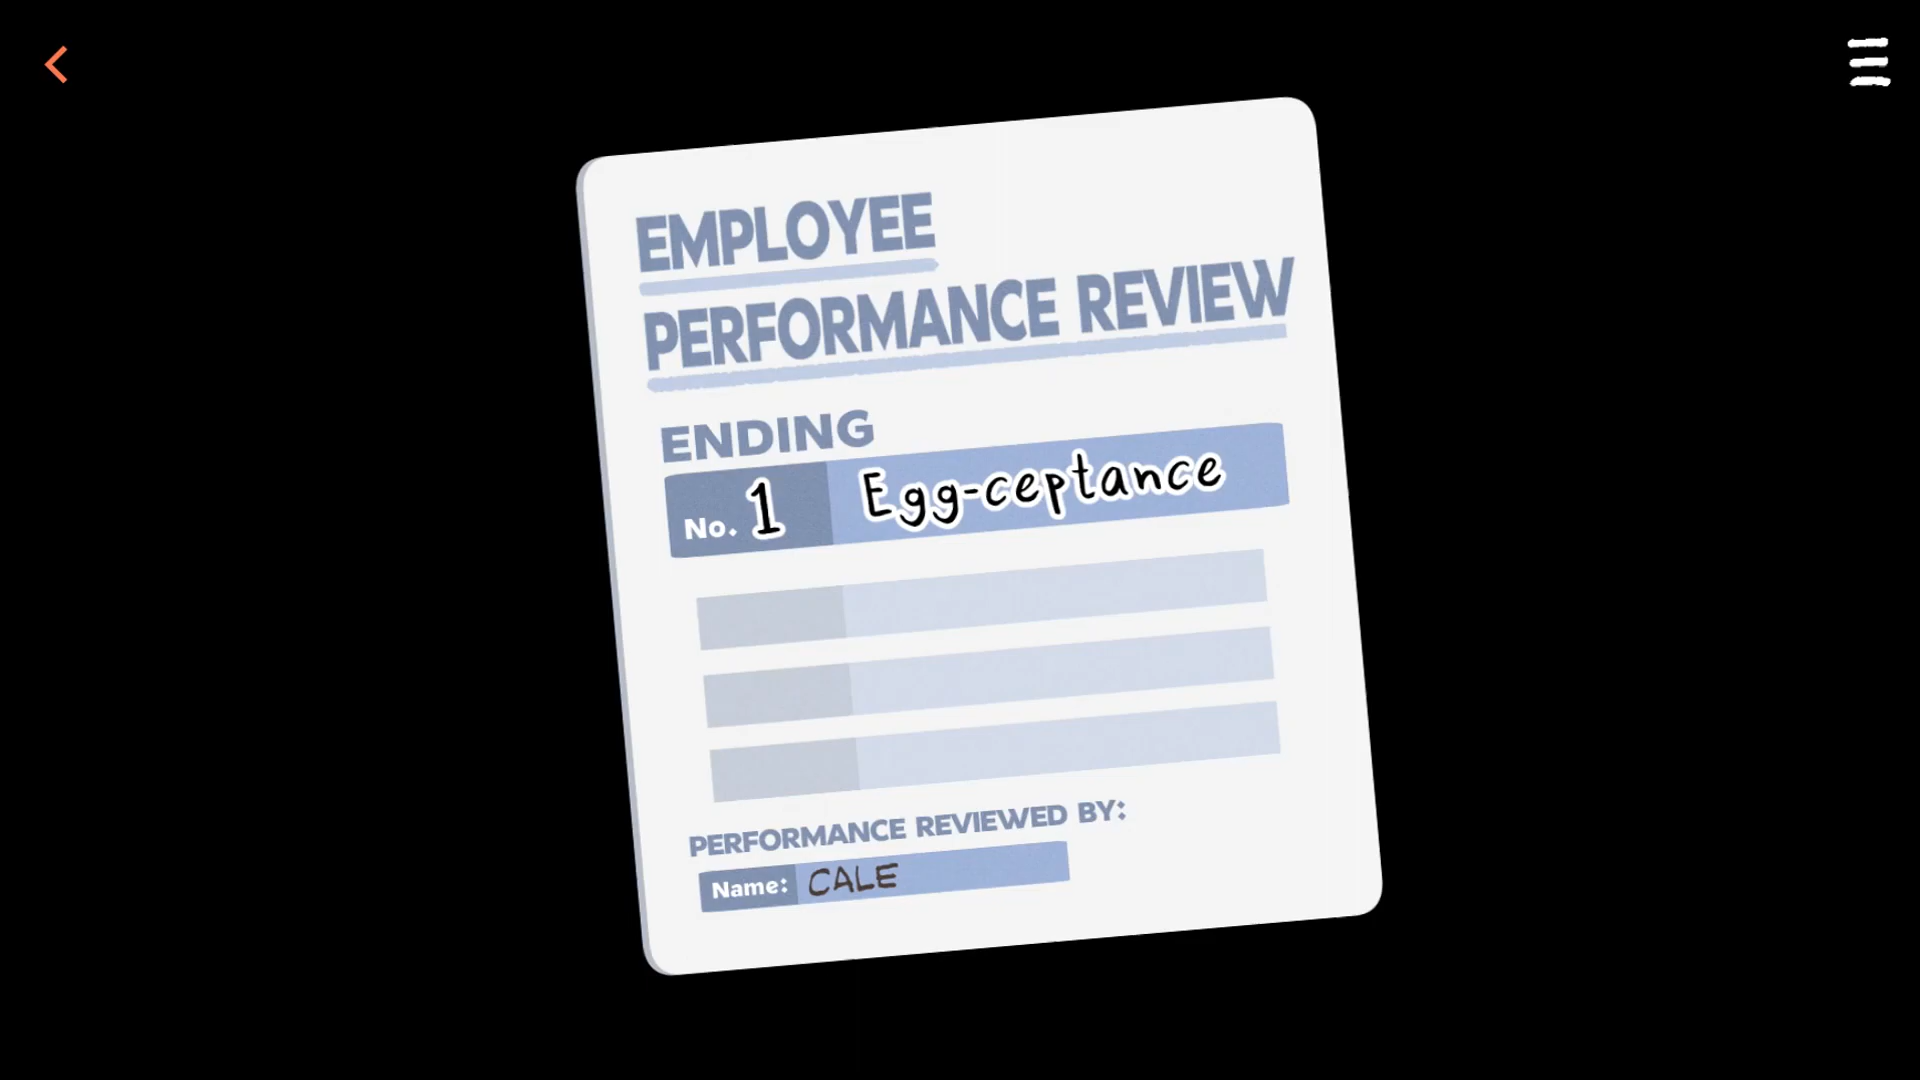 EMPLOYEE
PERFORMANCE REVIEW
ENDING
No. 1 Egg-ceptance
PERFORMANCE REVIEWED BY:
Name: CALE